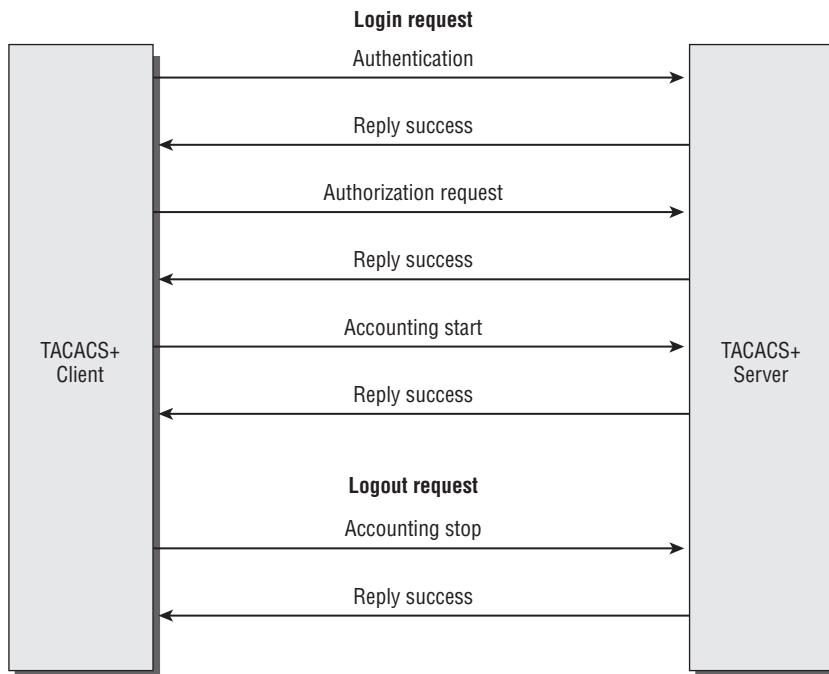 Login request
Authentication
Reply success
Authorization request
Reply success
Accounting start
TACACS+
Client
TACACS+
Server
Reply success
Logout request
Accounting stop
Reply success